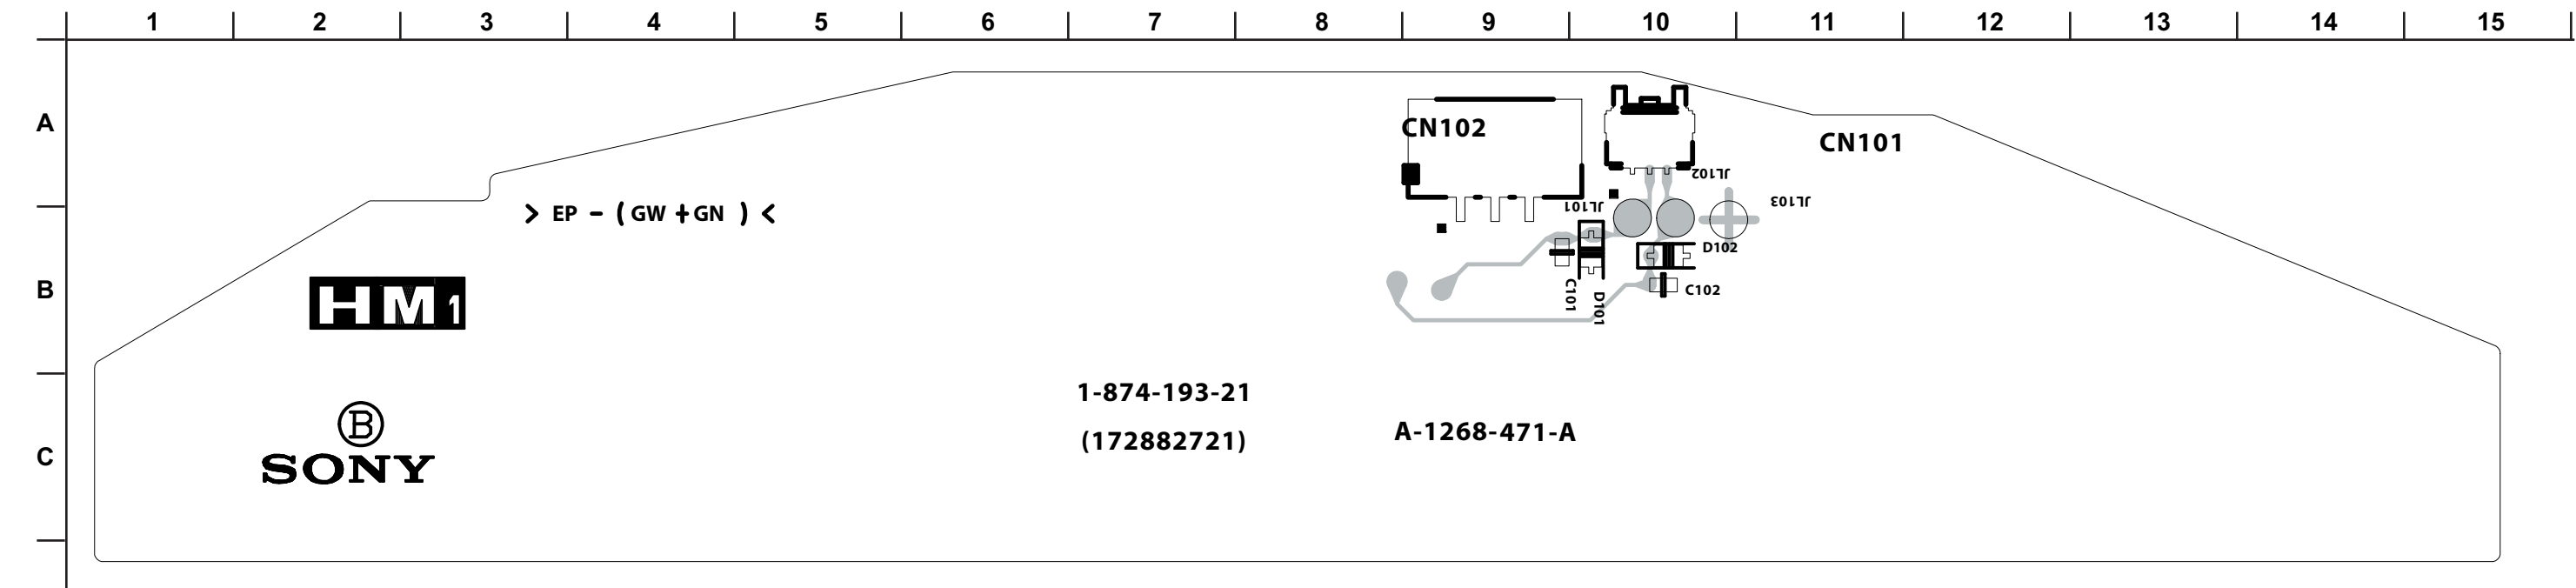 1 2 3 4 5 6 7 8 9 10 11 12 13 14 15
A
CN102
CN101
JL102
JL101
JL103
> EP - ( GW + GN ) <
D102
B
HM1
C101
D101
C102
1-874-193-21
(172882721)
A-1268-471-A
B
C
SONY